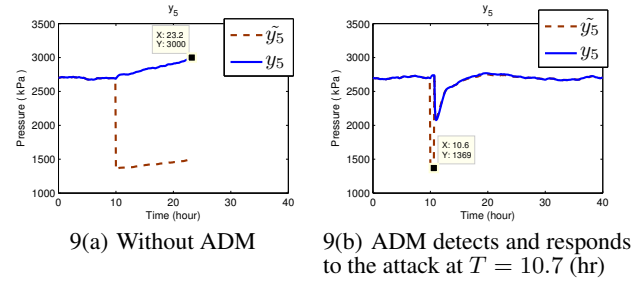 y₅
3500
3000
2500
2000
1500
1000
Pressure ( kPa )
0 10 20 30 40
Time (hour)
X: 23.2
Y: 3000
ỹ₅
y₅
9(a) Without ADM
y₅
3500
3000
2500
2000
1500
1000
Pressure ( kPa )
0 10 20 30 40
Time (hour)
X: 10.6
Y: 1369
ỹ₅
y₅
9(b) ADM detects and responds
to the attack at T = 10.7 (hr)